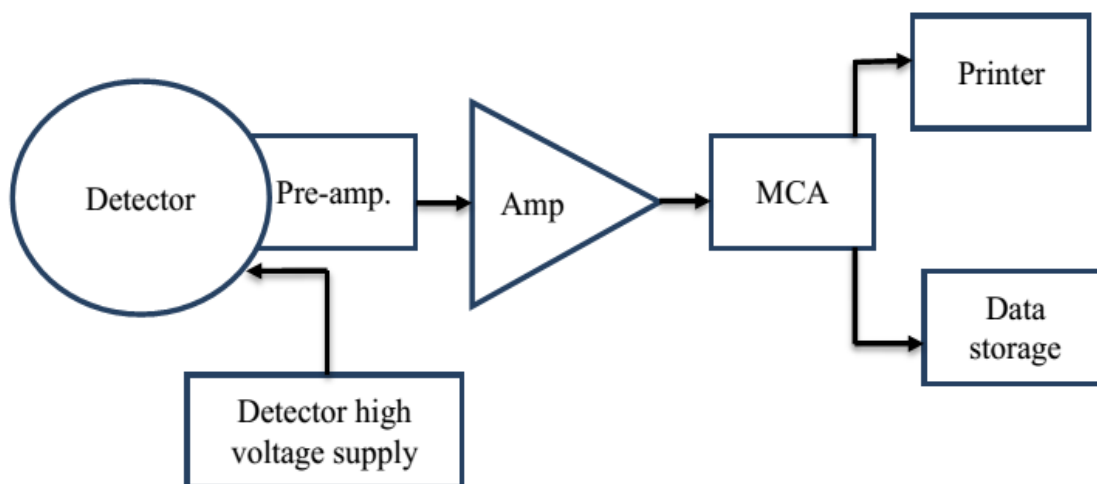 Printer
Detector
Pre-amp.
Amp
MCA
Data
storage
Detector high
voltage supply